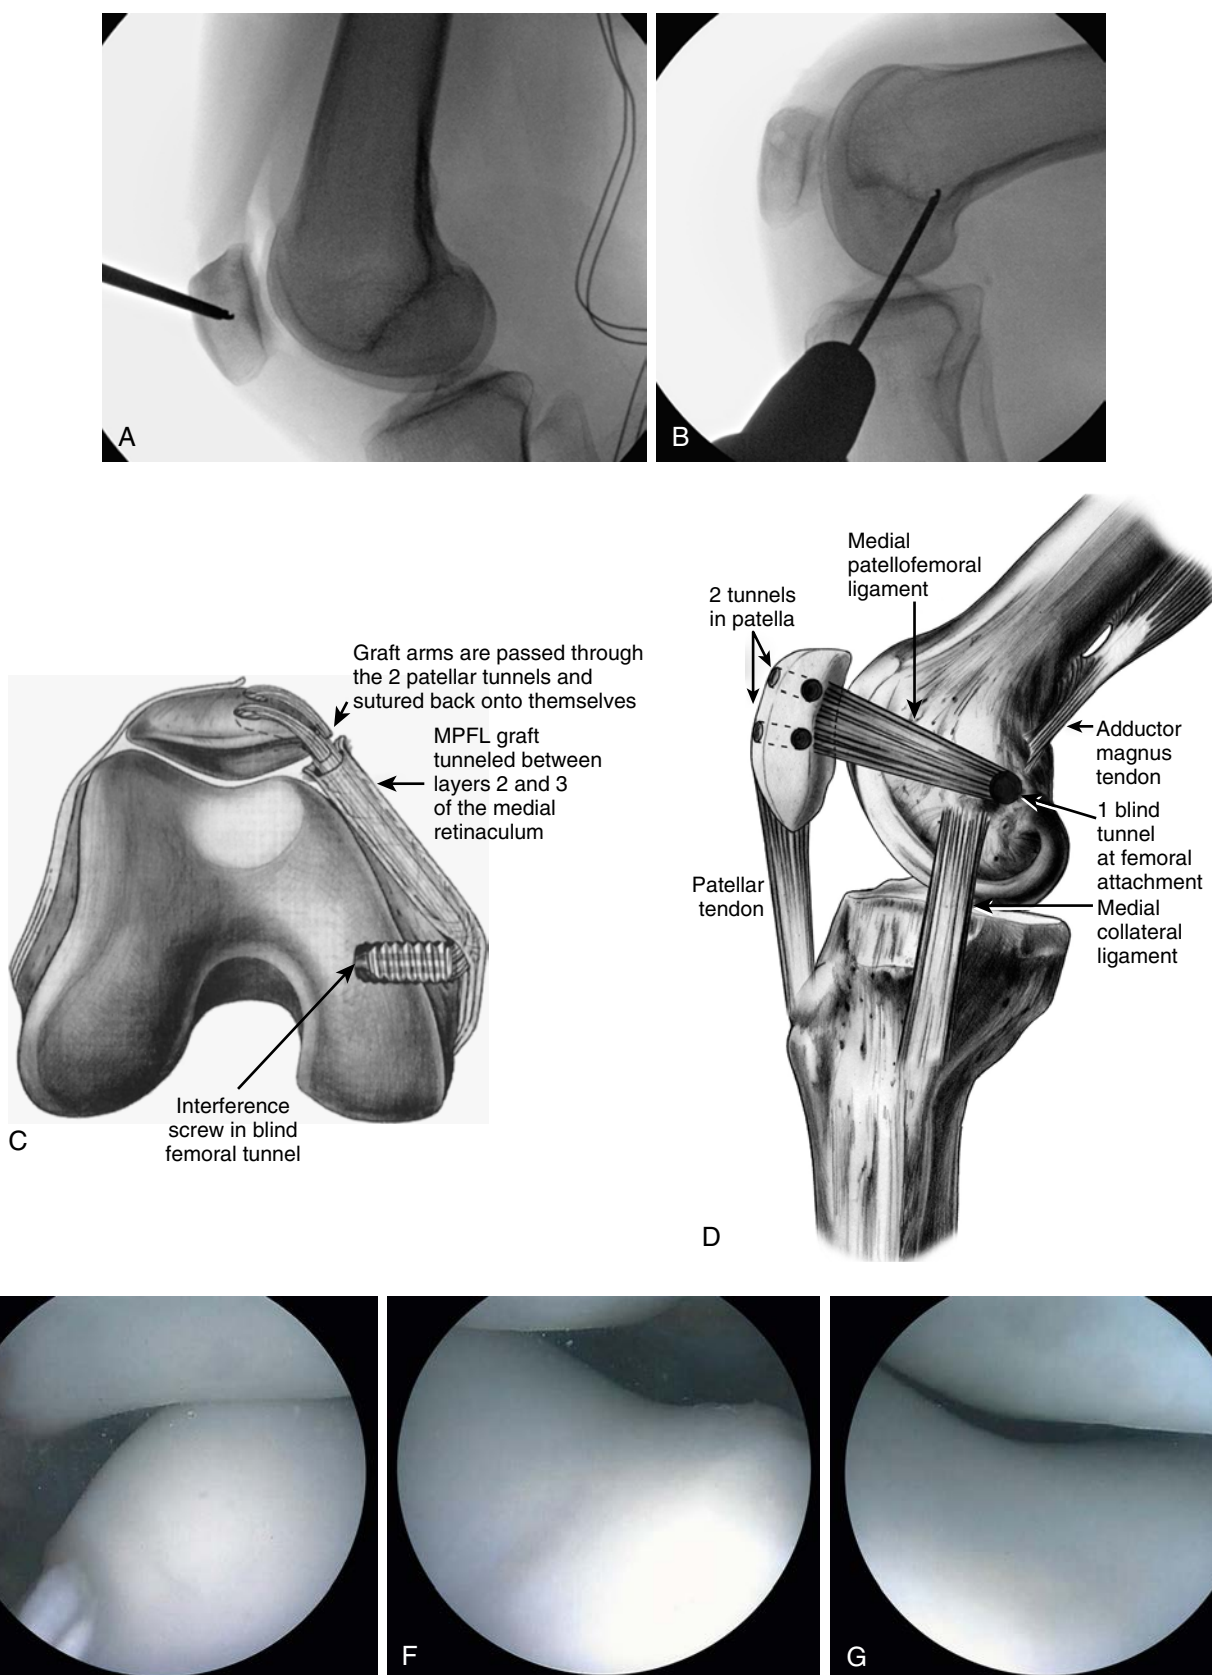 A
B
Medial
patellofemoral
ligament
2 tunnels
in patella
Graft arms are passed through
the 2 patellar tunnels and
sutured back onto themselves
MPFL graft
tunneled between
layers 2 and 3
of the medial
retinaculum
Adductor
magnus
tendon
1 blind
tunnel
at femoral
attachment
Patellar
tendon
Medial
collateral
ligament
Interference
screw in blind
femoral tunnel
C
D
F
G